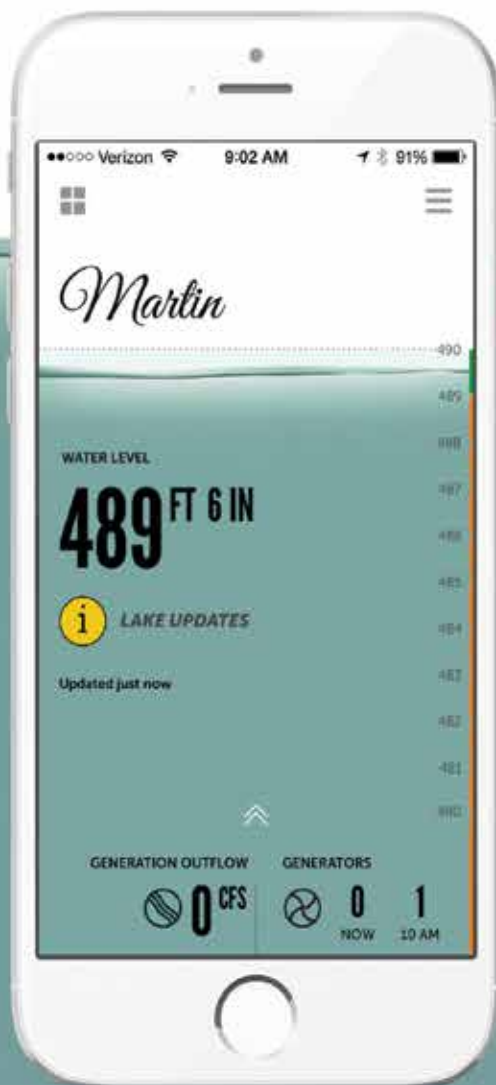 Verizon 9:02 AM 91%
Martin
490
489
488
WATER LEVEL
487
489 FT 6 IN
486
485
i LAKE UPDATES
484
Updated just now
483
482
481
480
GENERATION OUTFLOW GENERATORS
0 CFS 0 1
NOW 10 AM